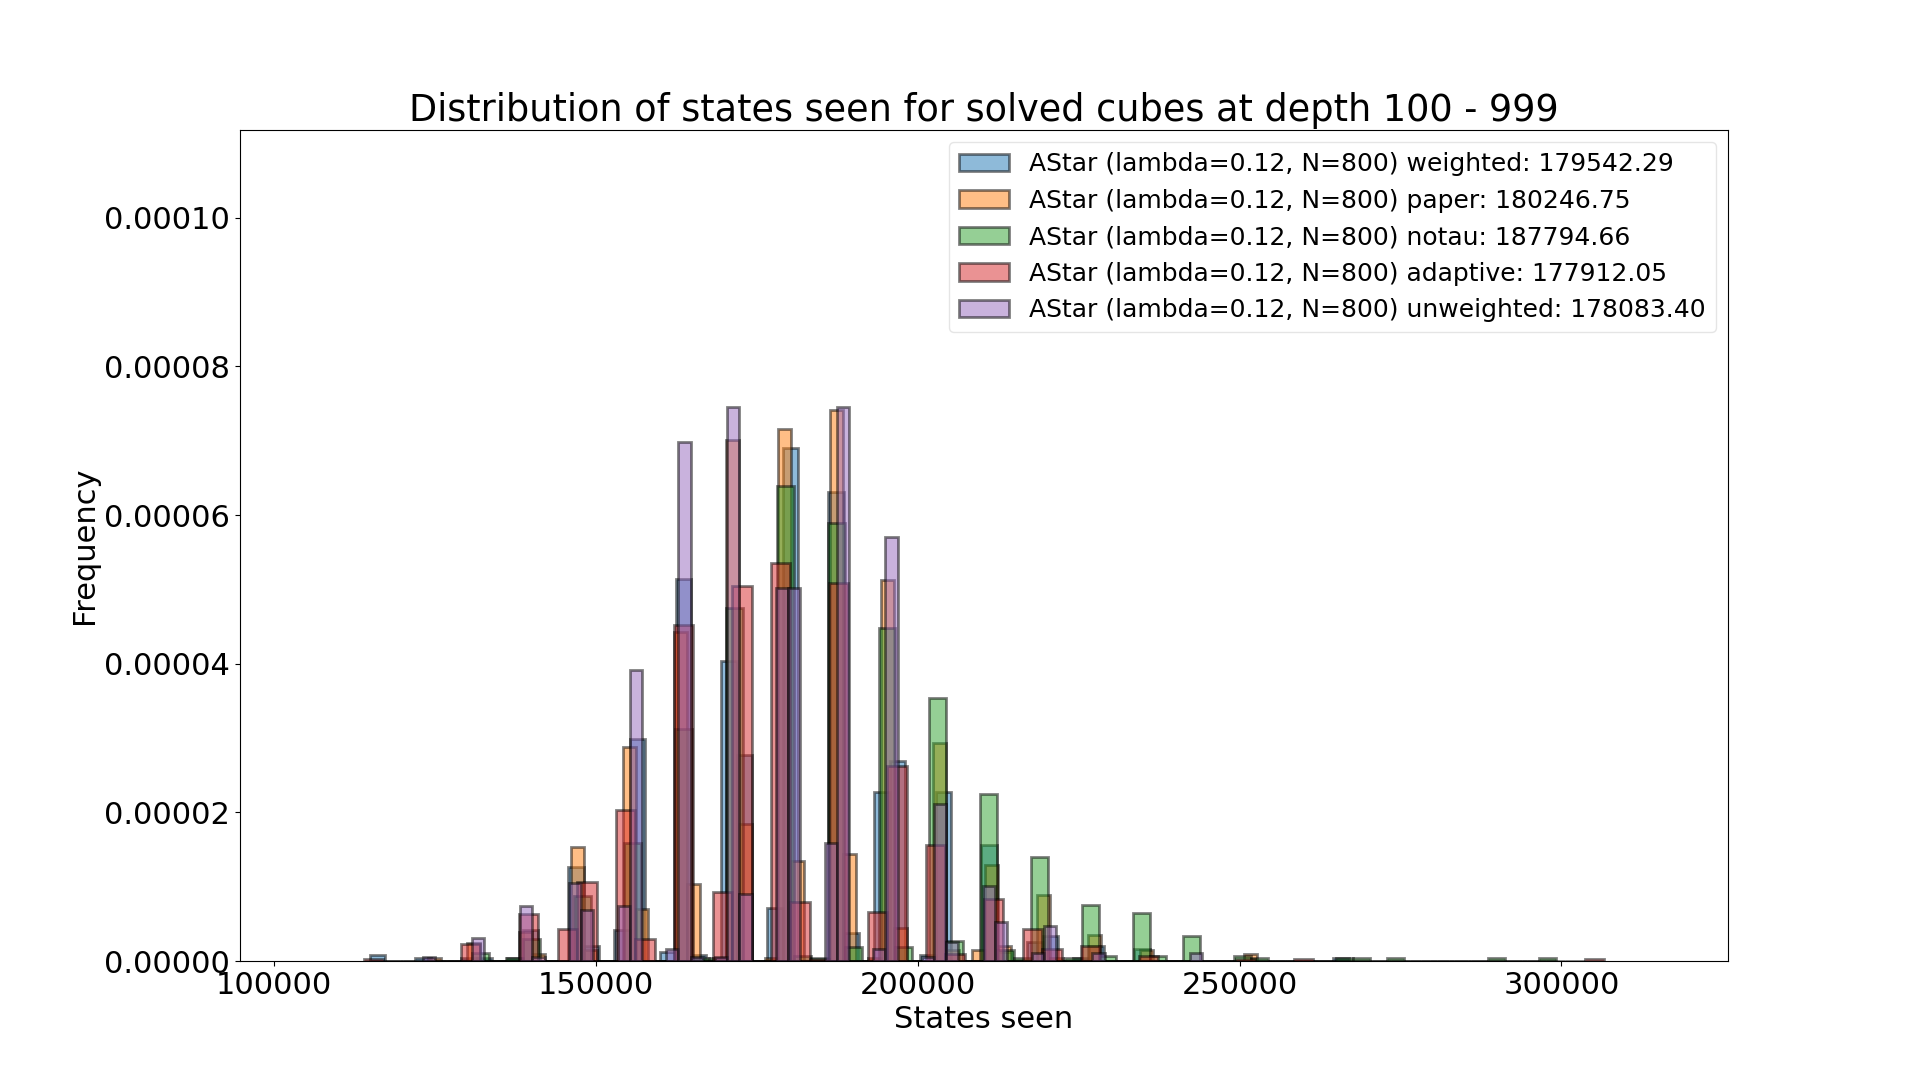 Distribution of states seen for solved cubes at depth 100 - 999
AStar (lambda=0.12, N=800) weighted: 179542.29
AStar (lambda=0.12, N=800) paper: 180246.75
AStar (lambda=0.12, N=800) notau: 187794.66
AStar (lambda=0.12, N=800) adaptive: 177912.05
AStar (lambda=0.12, N=800) unweighted: 178083.40
Frequency
0.00010
0.00008
0.00006
0.00004
0.00002
0.00000
100000 150000 200000 250000 300000
States seen